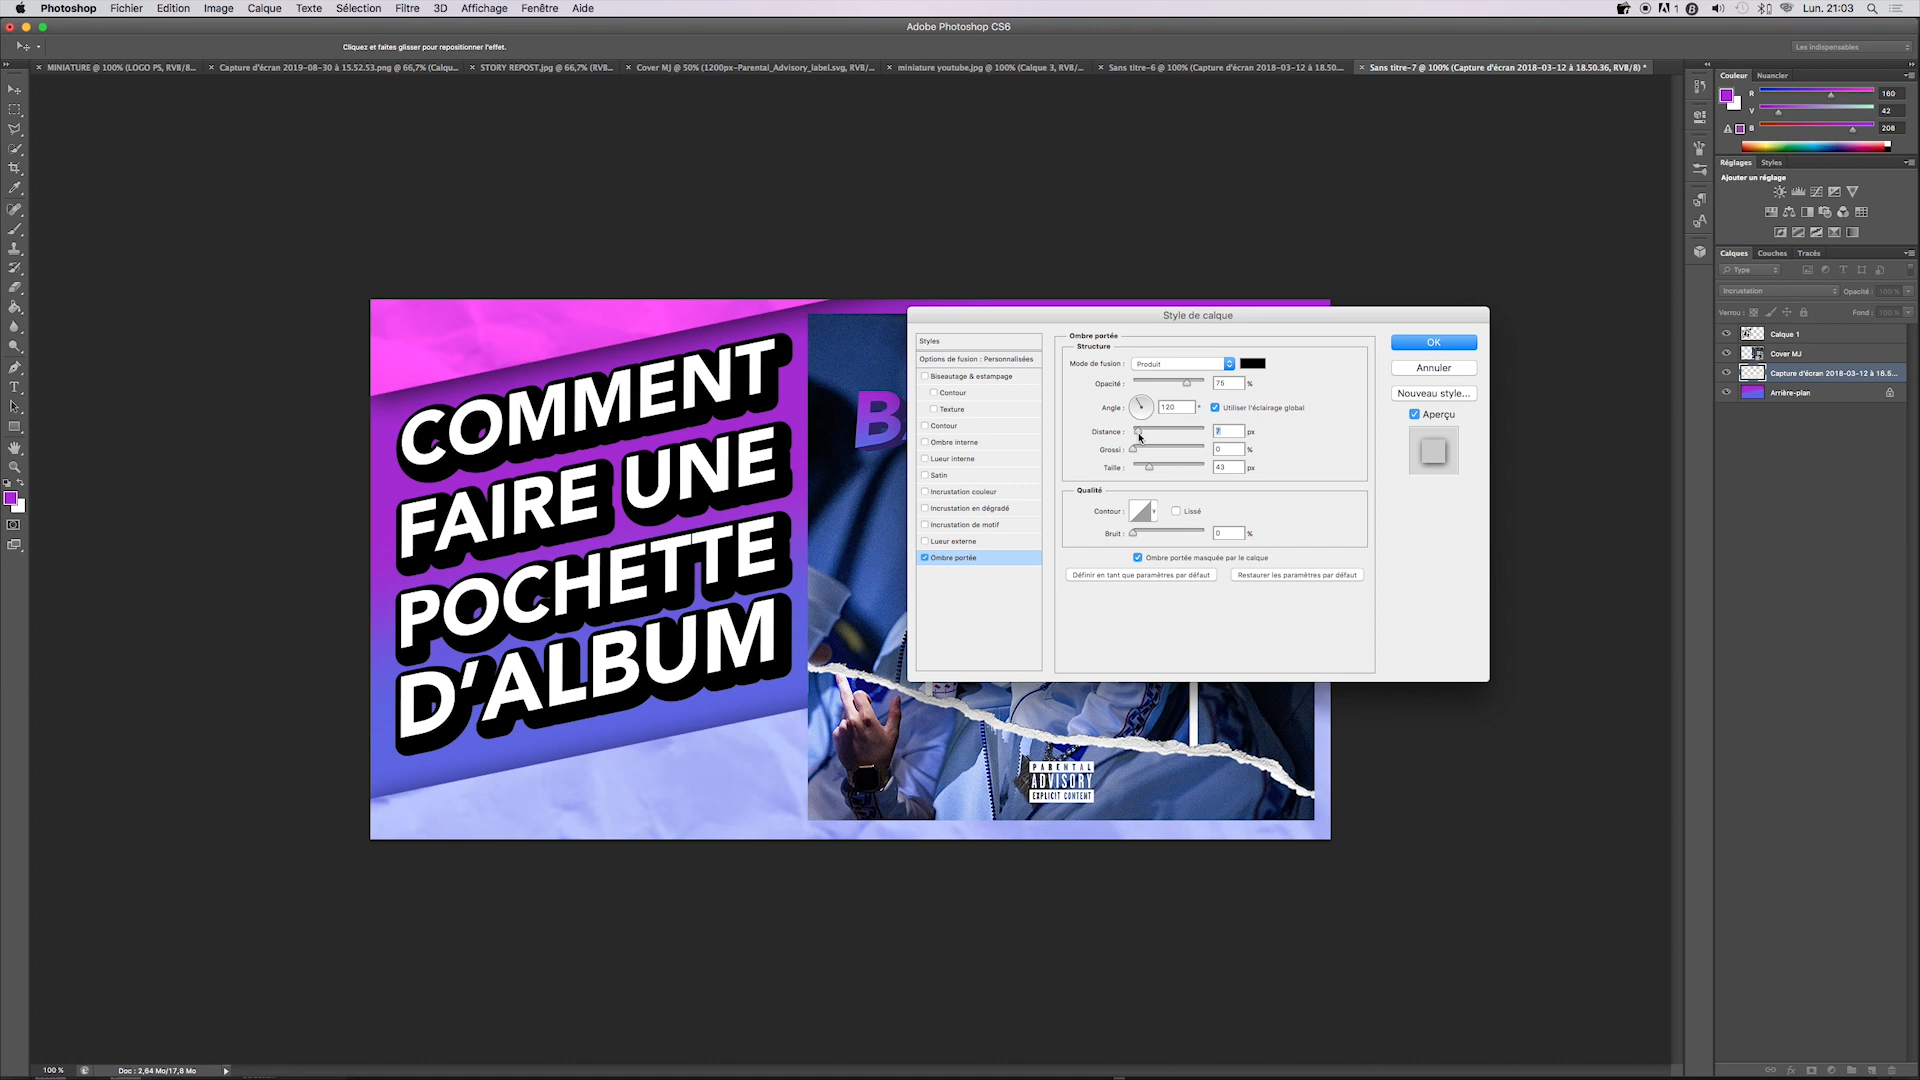 Photoshop Fichier Edition Image Calque Texte Sélection Filtre 3D Affichage Fenêtre Aide
1 Lun. 21:03
Adobe Photoshop CS6
Cliquez et faites glisser pour repositionner l'effet.
Les indispensables
MINIATURE @ 100% (LOGO PS, RVB/8...
Capture d'écran 2019-08-30 à 15.52.53.png @ 66,7% (Calqu...
STORY REPOST.jpg @ 66,7% (RVB...
Cover MJ @ 50% (1200px-Parental_Advisory_label.svg, RVB/...
miniature youtube.jpg @ 100% (Calque 3, RVB/...
Sans titre-6 @ 100% (Capture d'écran 2018-03-12 à 18.50....
Sans titre-7 @ 100% (Capture d'écran 2018-03-12 à 18.50.36, RVB/8) *
Couleur Nuancier
R 160
V 42
B 208
Réglages Styles
Ajouter un réglage
Calques Couches Tracés
Type
Incrustation Opacité : 100 %
Verrou : Fond : 100 %
Calque 1
Cover MJ
Capture d'écran 2018-03-12 à 18.5...
Arrière-plan
COMMENT
FAIRE UNE
POCHETTE
D'ALBUM
PARENTAL
ADVISORY
EXPLICIT CONTENT
Style de calque
Styles
Options de fusion : Personnalisées
Biseautage & estampage
Contour
Texture
Contour
Ombre interne
Lueur interne
Satin
Incrustation couleur
Incrustation en dégradé
Incrustation de motif
Lueur externe
Ombre portée
Ombre portée
Structure
Mode de fusion : Produit
Opacité : 75 %
Angle : 120 ° Utiliser l'éclairage global
Distance : 7 px
Grossi : 0 %
Taille : 43 px
Qualité
Contour : Lissé
Bruit : 0 %
Ombre portée masquée par le calque
Définir en tant que paramètres par défaut Restaurer les paramètres par défaut
OK
Annuler
Nouveau style...
Aperçu
100 % Doc : 2,64 Mo/17,8 Mo